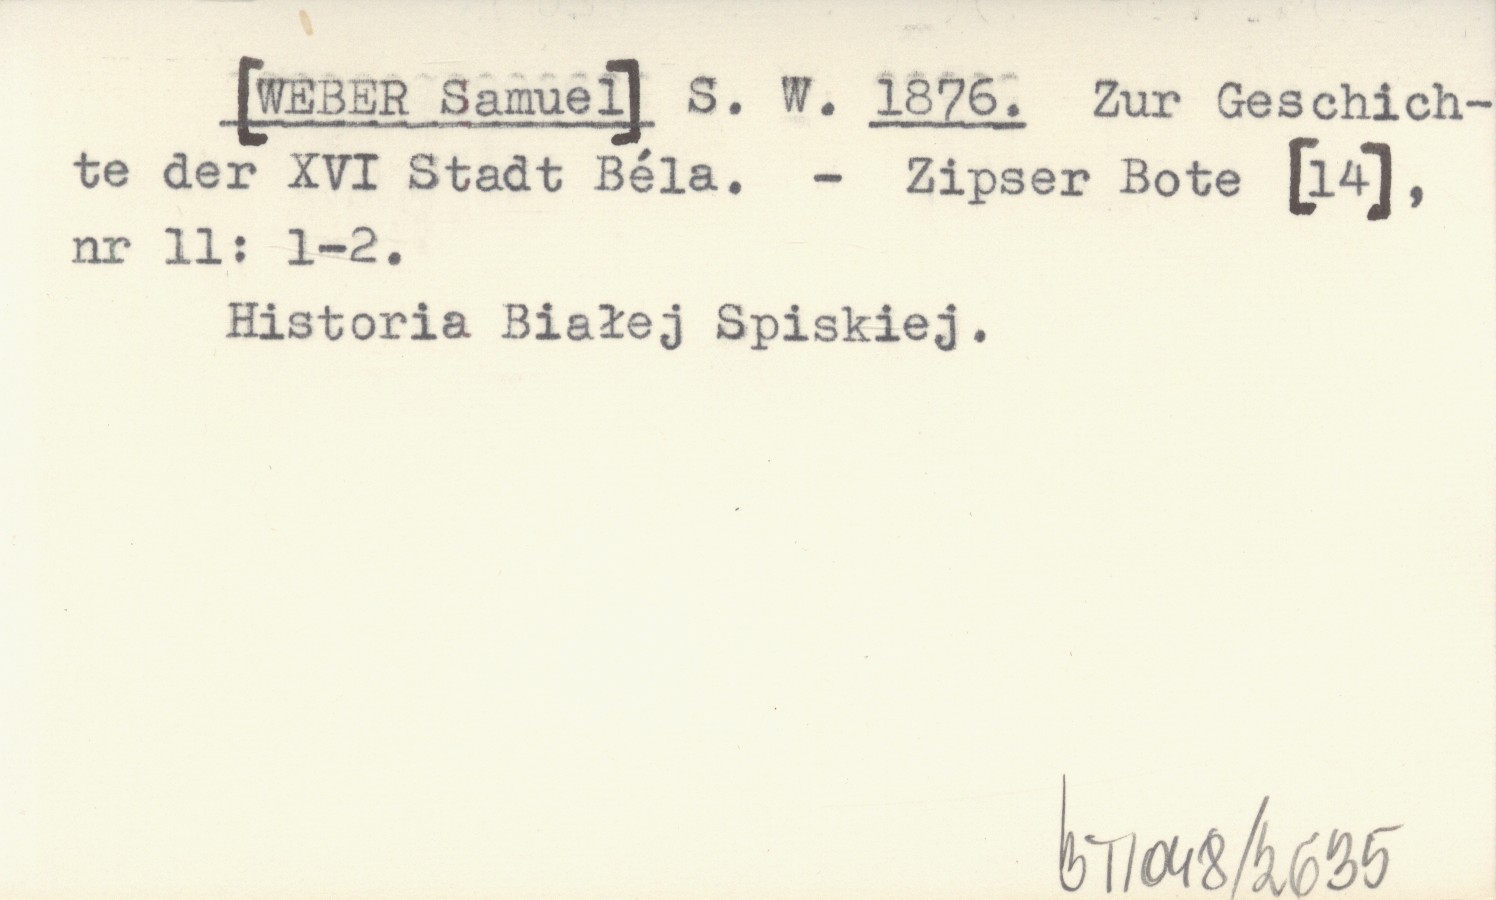 [WEBER Samuel] S. W. 1876. Zur Geschich-
te der XVI Stadt Béla. - Zipser Bote [14],
nr 11: 1-2.
Historia Białej Spiskiej.
BT/048/2635